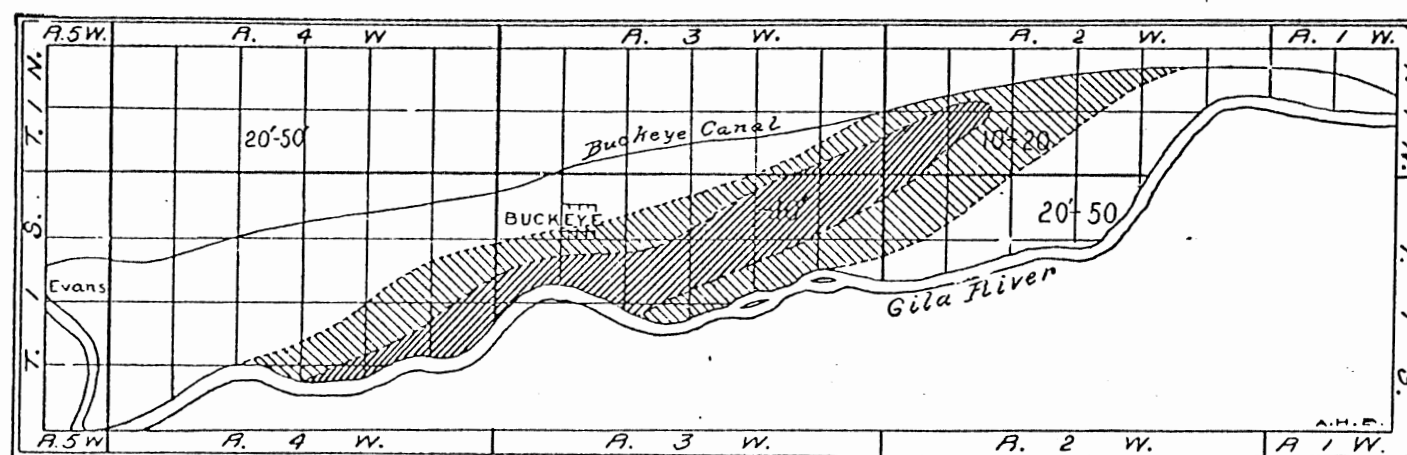 R. 5 W. R. 4 W R. 3 W. R. 2 W. R. 1 W.
T. 1 N.
20'-50'
Buckeye Canal
10'-20'
T. 1 S.
BUCKEYE
20'-50
Evans
Gila River
A.H.E.
R. 5 W R. 4 W. R. 3 W. R. 2 W. R 1 W.